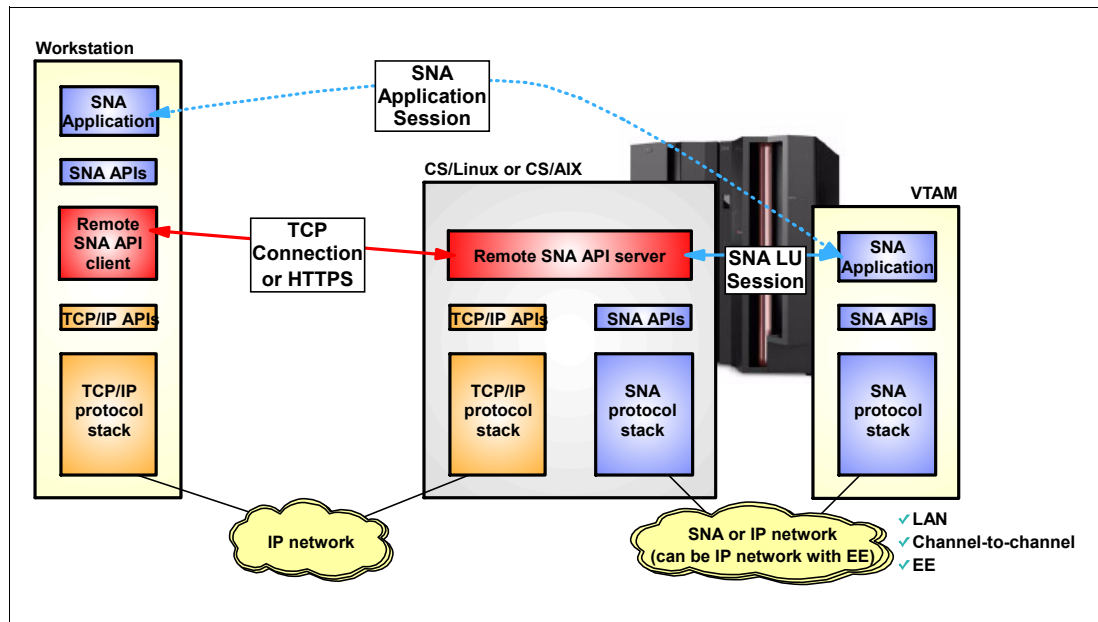 Workstation
SNA
Application
SNA APIs
Remote
SNA API
client
TCP/IP APIs
TCP/IP
protocol
stack
SNA
Application
Session
TCP
Connection
or HTTPS
IP network
CS/Linux or CS/AIX
Remote SNA API server
TCP/IP APIs
SNA APIs
TCP/IP
protocol
stack
SNA
protocol
stack
SNA LU
Session
VTAM
SNA
Application
SNA APIs
SNA
protocol
stack
SNA or IP network
(can be IP network with EE)
✓LAN
✓Channel-to-channel
✓EE